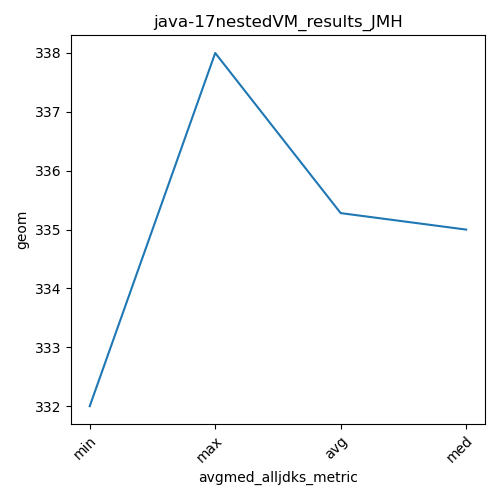 java-17nestedVM_results_JMH
338
337
336
335
334
333
332
geom
min
max
avg
med
avgmed_alljdks_metric